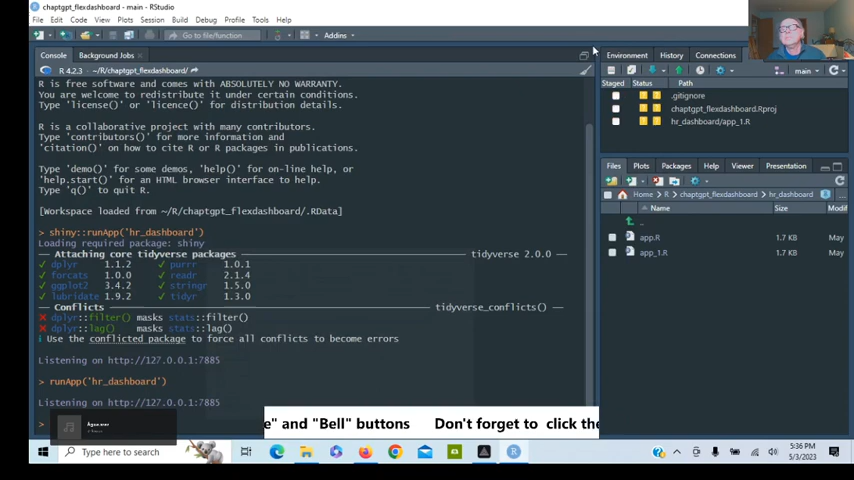 chaptgpt_flexdashboard - main - RStudio
File Edit Code View Plots Session Build Debug Profile Tools Help
Go to file/function
Addins
Console Background Jobs
R 4.2.3 · ~/R/chaptgpt_flexdashboard/
R is free software and comes with ABSOLUTELY NO WARRANTY.
You are welcome to redistribute it under certain conditions.
Type 'license()' or 'licence()' for distribution details.
R is a collaborative project with many contributors.
Type 'contributors()' for more information and
'citation()' on how to cite R or R packages in publications.
Type 'demo()' for some demos, 'help()' for on-line help, or
'help.start()' for an HTML browser interface to help.
Type 'q()' to quit R.
[Workspace loaded from ~/R/chaptgpt_flexdashboard/.RData]
> shiny::runApp('hr_dashboard')
Loading required package: shiny
── Attaching core tidyverse packages ── tidyverse 2.0.0 ──
✓ dplyr 1.1.2 ✓ purrr 1.0.1
✓ forcats 1.0.0 ✓ readr 2.1.4
✓ ggplot2 3.4.2 ✓ stringr 1.5.0
✓ lubridate 1.9.2 ✓ tidyr 1.3.0
── Conflicts ── tidyverse_conflicts() ──
✗ dplyr::filter() masks stats::filter()
✗ dplyr::lag() masks stats::lag()
ℹ Use the conflicted package to force all conflicts to become errors
Listening on http://127.0.0.1:7885
> runApp('hr_dashboard')
Listening on http://127.0.0.1:7885
>
Environment History Connections
main
Staged Status Path
.gitignore
chaptgpt_flexdashboard.Rproj
hr_dashboard/app_1.R
Files Plots Packages Help Viewer Presentation
Home R chaptgpt_flexdashboard hr_dashboard
Name Size Modif
..
app.R 1.7 KB May
app_1.R 1.7 KB May
e" and "Bell" buttons Don't forget to click the
Type here to search
5:36 PM
5/3/2023